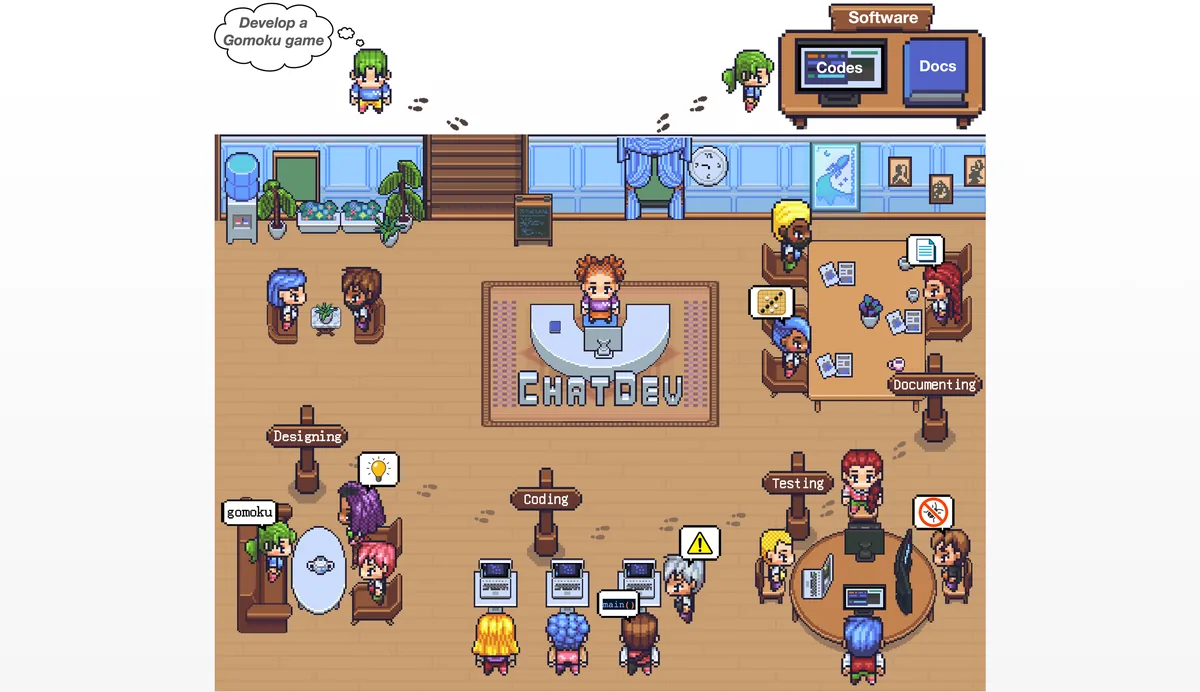 Develop a
Gomoku game
Software
Codes
Docs
CHATDEV
Documenting
Designing
Testing
Coding
gomoku
main()